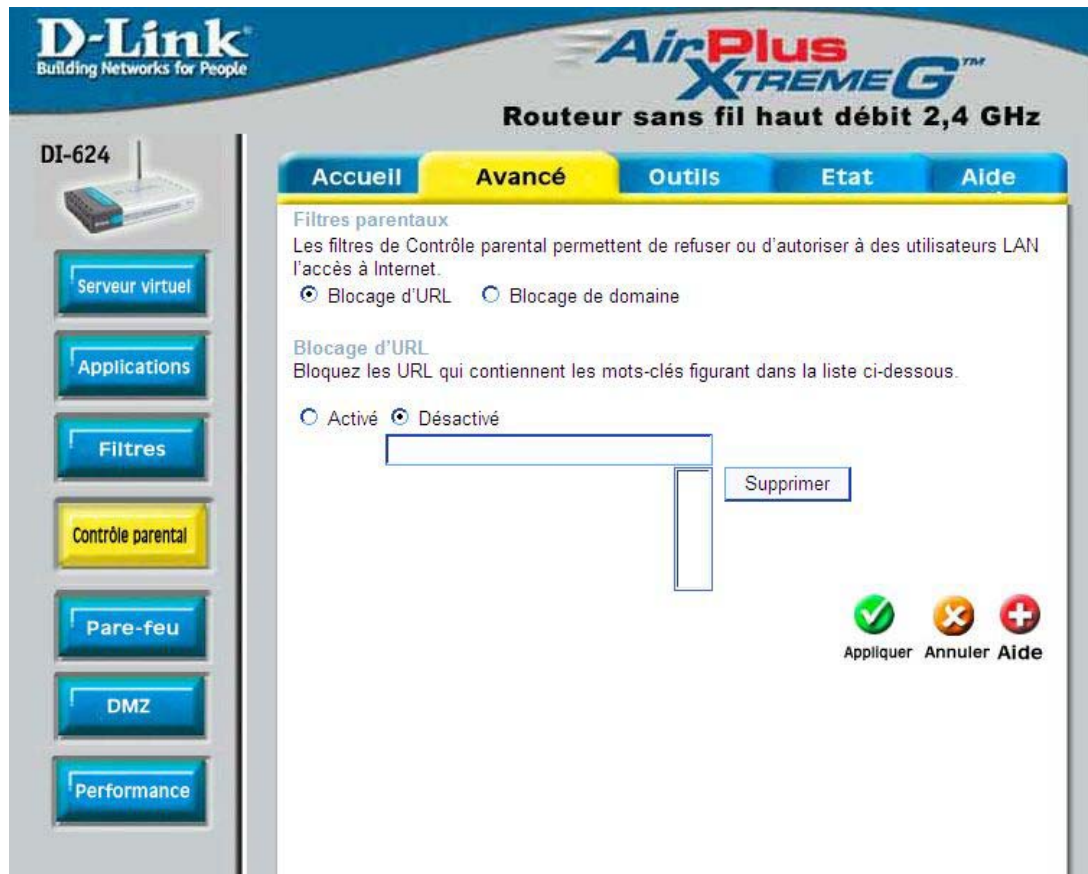 D-Link
Building Networks for People
AirPlus
XTREME G™
Routeur sans fil haut débit 2,4 GHz
DI-624
Accueil
Avancé
Outils
Etat
Aide
Serveur virtuel
Applications
Filtres
Contrôle parental
Pare-feu
DMZ
Performance
Filtres parentaux
Les filtres de Contrôle parental permettent de refuser ou d'autoriser à des utilisateurs LAN
l'accès à Internet.
Blocage d'URL Blocage de domaine
Blocage d'URL
Bloquez les URL qui contiennent les mots-clés figurant dans la liste ci-dessous.
Activé Désactivé
Supprimer
Appliquer Annuler Aide